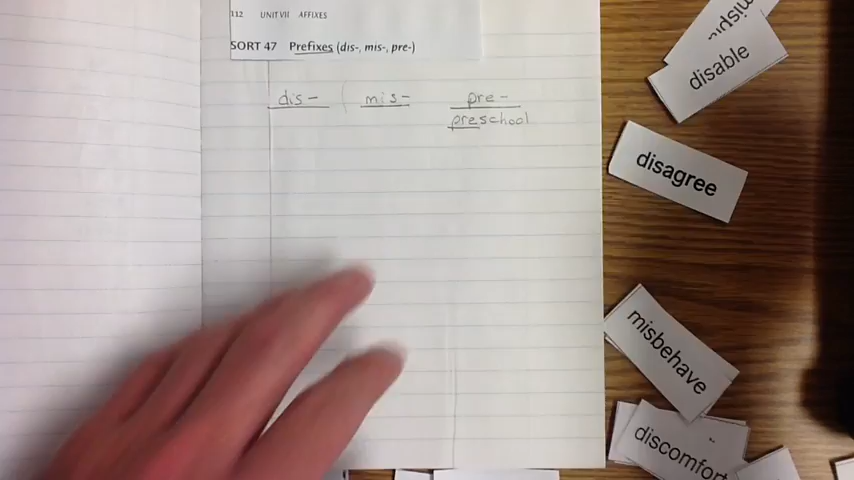 112 UNIT VII AFFIXES
SORT 47 Prefixes (dis-, mis-, pre-)
dis- mis- pre-
preschool
disable
disagree
misbehave
discomfort